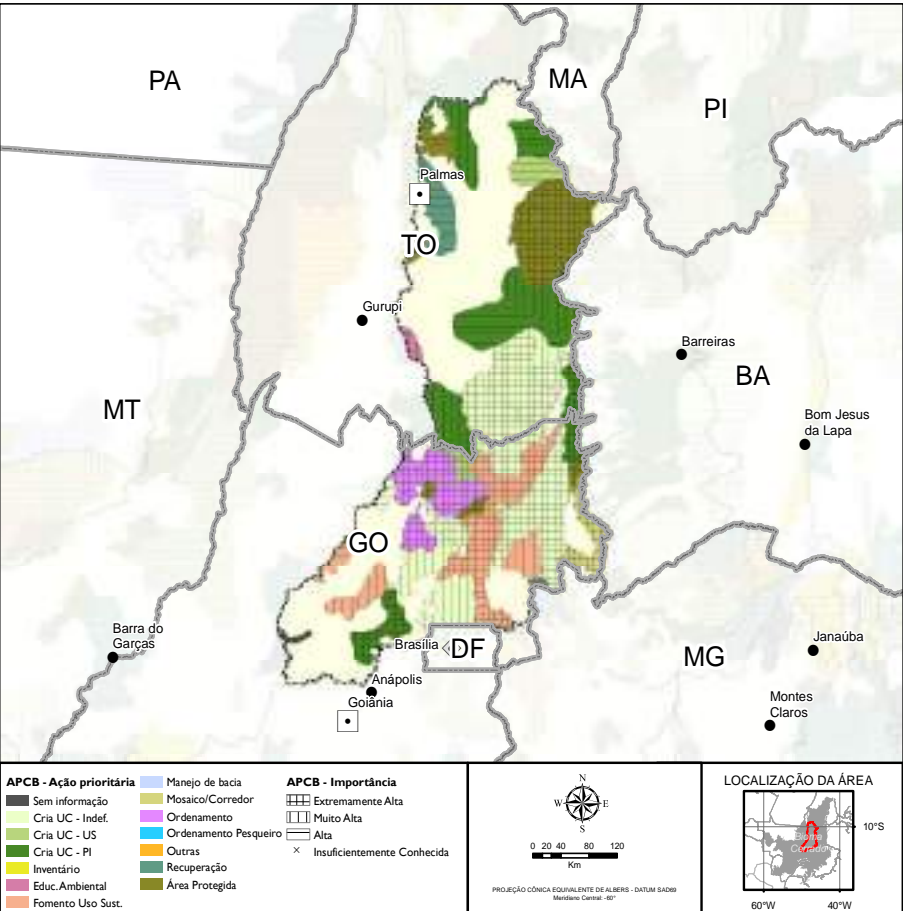 PA
MA
PI
Palmas
TO
Gurupi
Barreiras
BA
MT
Bom Jesus
da Lapa
GO
Barra do
Garças
Brasília
DF
Janaúba
MG
Anápolis
Goiânia
Montes
Claros
APCB - Ação prioritária
Sem informação
Cria UC - Indef.
Cria UC - US
Cria UC - PI
Inventário
Educ.Ambiental
Fomento Uso Sust.
Manejo de bacia
Mosaico/Corredor
Ordenamento
Ordenamento Pesqueiro
Outras
Recuperação
Área Protegida
APCB - Importância
Extremamente Alta
Muito Alta
Alta
Insuficientemente Conhecida
N
W E
S
0 20 40 80 120
Km
PROJEÇÃO CÔNICA EQUIVALENTE DE ALBERS - DATUM SAD69
Meridiano Central: -60°
LOCALIZAÇÃO DA ÁREA
10°S
Bioma
Cerrado
60°W 40°W